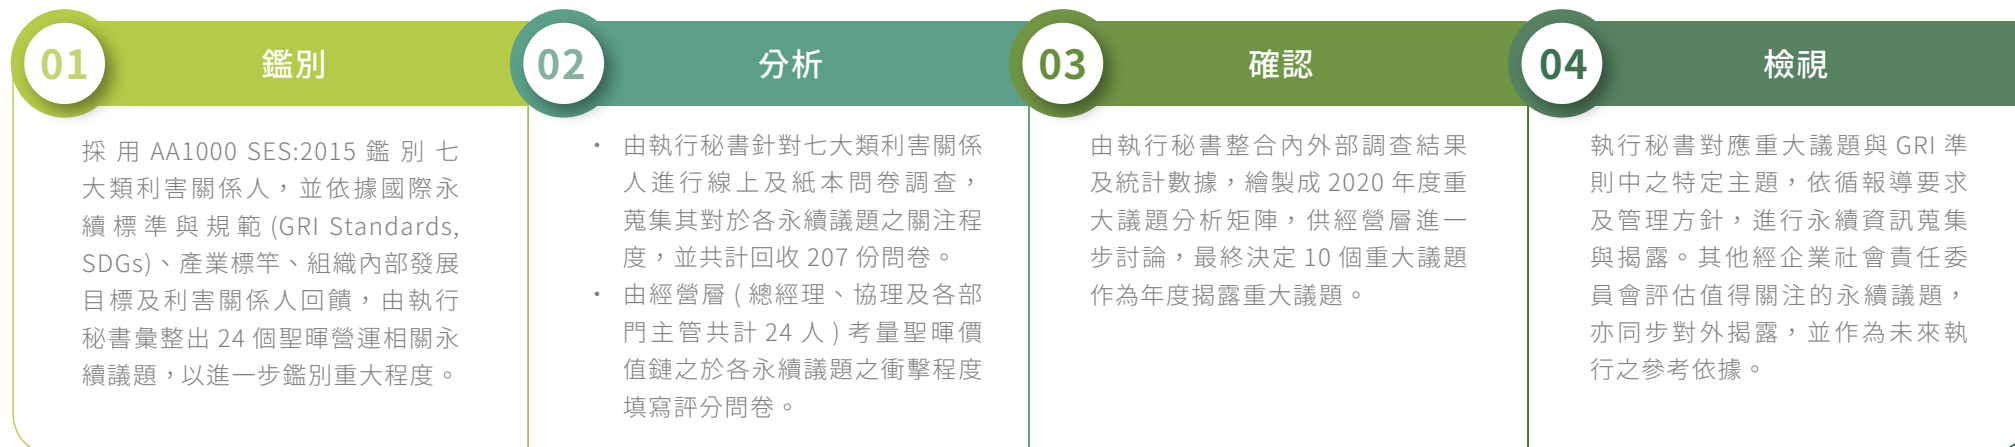 01
鑑別
採用 AA1000 SES:2015 鑑別七
大類利害關係人，並依據國際永
續標準與規範 (GRI Standards,
SDGs)、產業標竿、組織內部發展
目標及利害關係人回饋，由執行
秘書彙整出 24 個聖暉營運相關永
續議題，以進一步鑑別重大程度。
02
分析
• 由執行秘書針對七大類利害關係
人進行線上及紙本問卷調查，
蒐集其對於各永續議題之關注程
度，並共計回收 207 份問卷。
• 由經營層 ( 總經理、協理及各部
門主管共計 24 人 ) 考量聖暉價
值鏈之於各永續議題之衝擊程度
填寫評分問卷。
03
確認
由執行秘書整合內外部調查結果
及統計數據，繪製成 2020 年度重
大議題分析矩陣，供經營層進一
步討論，最終決定 10 個重大議題
作為年度揭露重大議題。
04
檢視
執行秘書對應重大議題與 GRI 準
則中之特定主題，依循報導要求
及管理方針，進行永續資訊蒐集
與揭露。其他經企業社會責任委
員會評估值得關注的永續議題，
亦同步對外揭露，並作為未來執
行之參考依據。